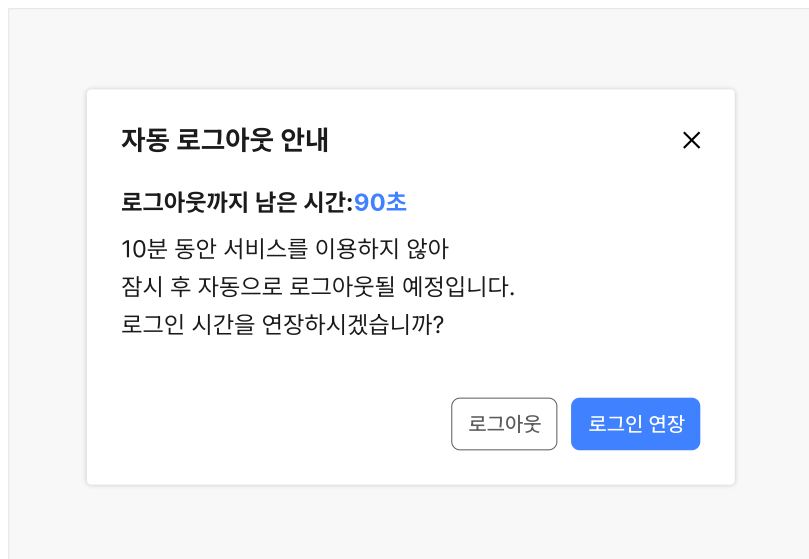 자동 로그아웃 안내
로그아웃까지 남은 시간:90초
10분 동안 서비스를 이용하지 않아
잠시 후 자동으로 로그아웃될 예정입니다.
로그인 시간을 연장하시겠습니까?
로그아웃 로그인 연장